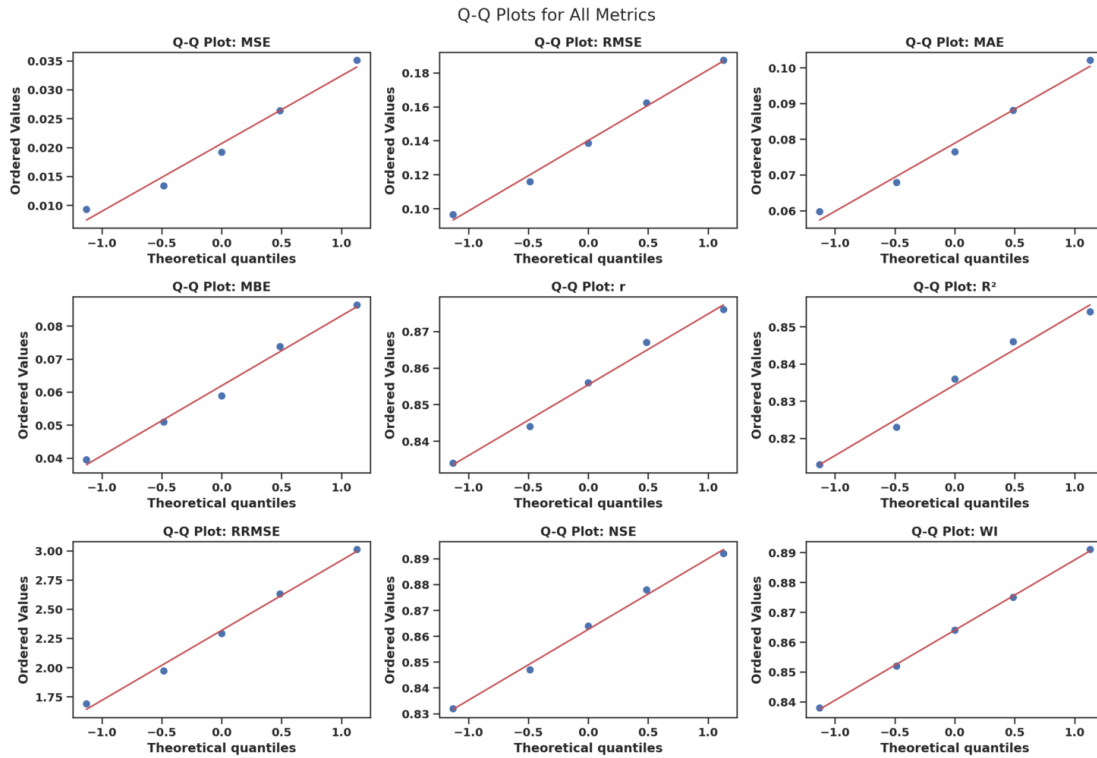 Q-Q Plots for All Metrics
Q-Q Plot: MSE
Q-Q Plot: RMSE
Q-Q Plot: MAE
Ordered Values
0.035
0.030
0.025
0.020
0.015
0.010
Ordered Values
0.18
0.16
0.14
0.12
0.10
Ordered Values
0.10
0.09
0.08
0.07
0.06
−1.0 −0.5 0.0 0.5 1.0
−1.0 −0.5 0.0 0.5 1.0
−1.0 −0.5 0.0 0.5 1.0
Theoretical quantiles
Theoretical quantiles
Theoretical quantiles
Q-Q Plot: MBE
Q-Q Plot: r
Q-Q Plot: R²
Ordered Values
0.08
0.07
0.06
0.05
0.04
Ordered Values
0.87
0.86
0.85
0.84
Ordered Values
0.85
0.84
0.83
0.82
−1.0 −0.5 0.0 0.5 1.0
−1.0 −0.5 0.0 0.5 1.0
−1.0 −0.5 0.0 0.5 1.0
Theoretical quantiles
Theoretical quantiles
Theoretical quantiles
Q-Q Plot: RRMSE
Q-Q Plot: NSE
Q-Q Plot: WI
Ordered Values
3.00
2.75
2.50
2.25
2.00
1.75
Ordered Values
0.89
0.88
0.87
0.86
0.85
0.84
0.83
Ordered Values
0.89
0.88
0.87
0.86
0.85
0.84
−1.0 −0.5 0.0 0.5 1.0
−1.0 −0.5 0.0 0.5 1.0
−1.0 −0.5 0.0 0.5 1.0
Theoretical quantiles
Theoretical quantiles
Theoretical quantiles